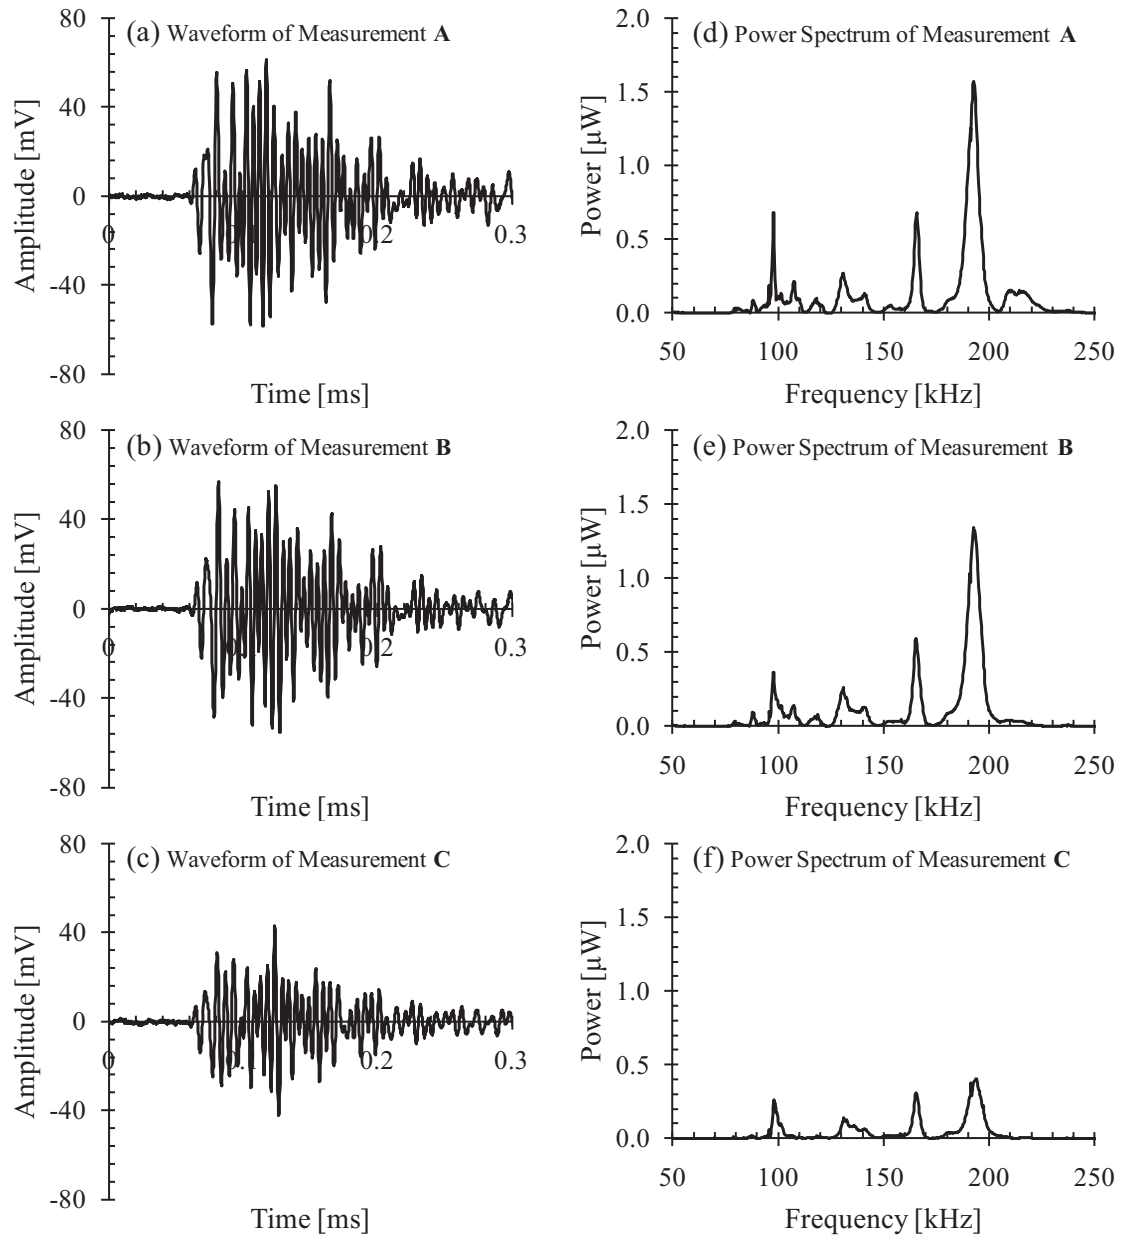 (a) Waveform of Measurement A
80
40
0
-40
-80
Amplitude [mV]
0 0.1 0.2 0.3
Time [ms]
(d) Power Spectrum of Measurement A
2.0
1.5
1.0
0.5
0.0
Power [μW]
50 100 150 200 250
Frequency [kHz]
(b) Waveform of Measurement B
80
40
0
-40
-80
Amplitude [mV]
0 0.1 0.2 0.3
Time [ms]
(e) Power Spectrum of Measurement B
2.0
1.5
1.0
0.5
0.0
Power [μW]
50 100 150 200 250
Frequency [kHz]
(c) Waveform of Measurement C
80
40
0
-40
-80
Amplitude [mV]
0 0.1 0.2 0.3
Time [ms]
(f) Power Spectrum of Measurement C
2.0
1.5
1.0
0.5
0.0
Power [μW]
50 100 150 200 250
Frequency [kHz]